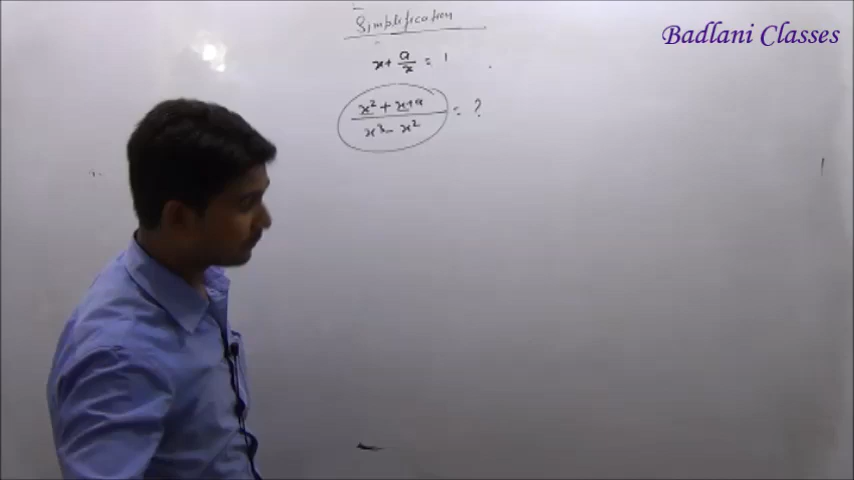 Badlani Classes
Simplification
x + a/x = 1
(x² + x + a)/(x³ - x²) = ?